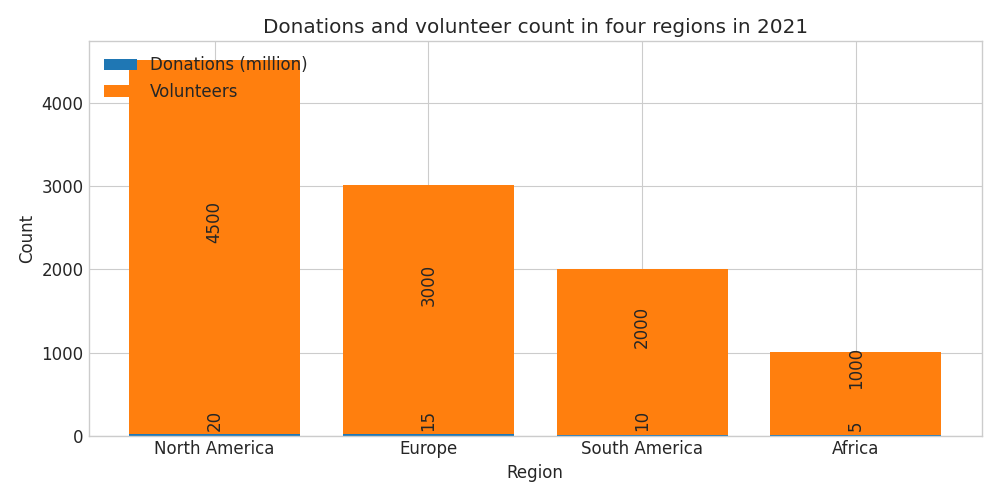 Donations and volunteer count in four regions in 2021
Donations (million)
Volunteers
Count
4000
3000
2000
1000
0
4500
3000
2000
1000
20
15
10
5
North America
Europe
South America
Africa
Region